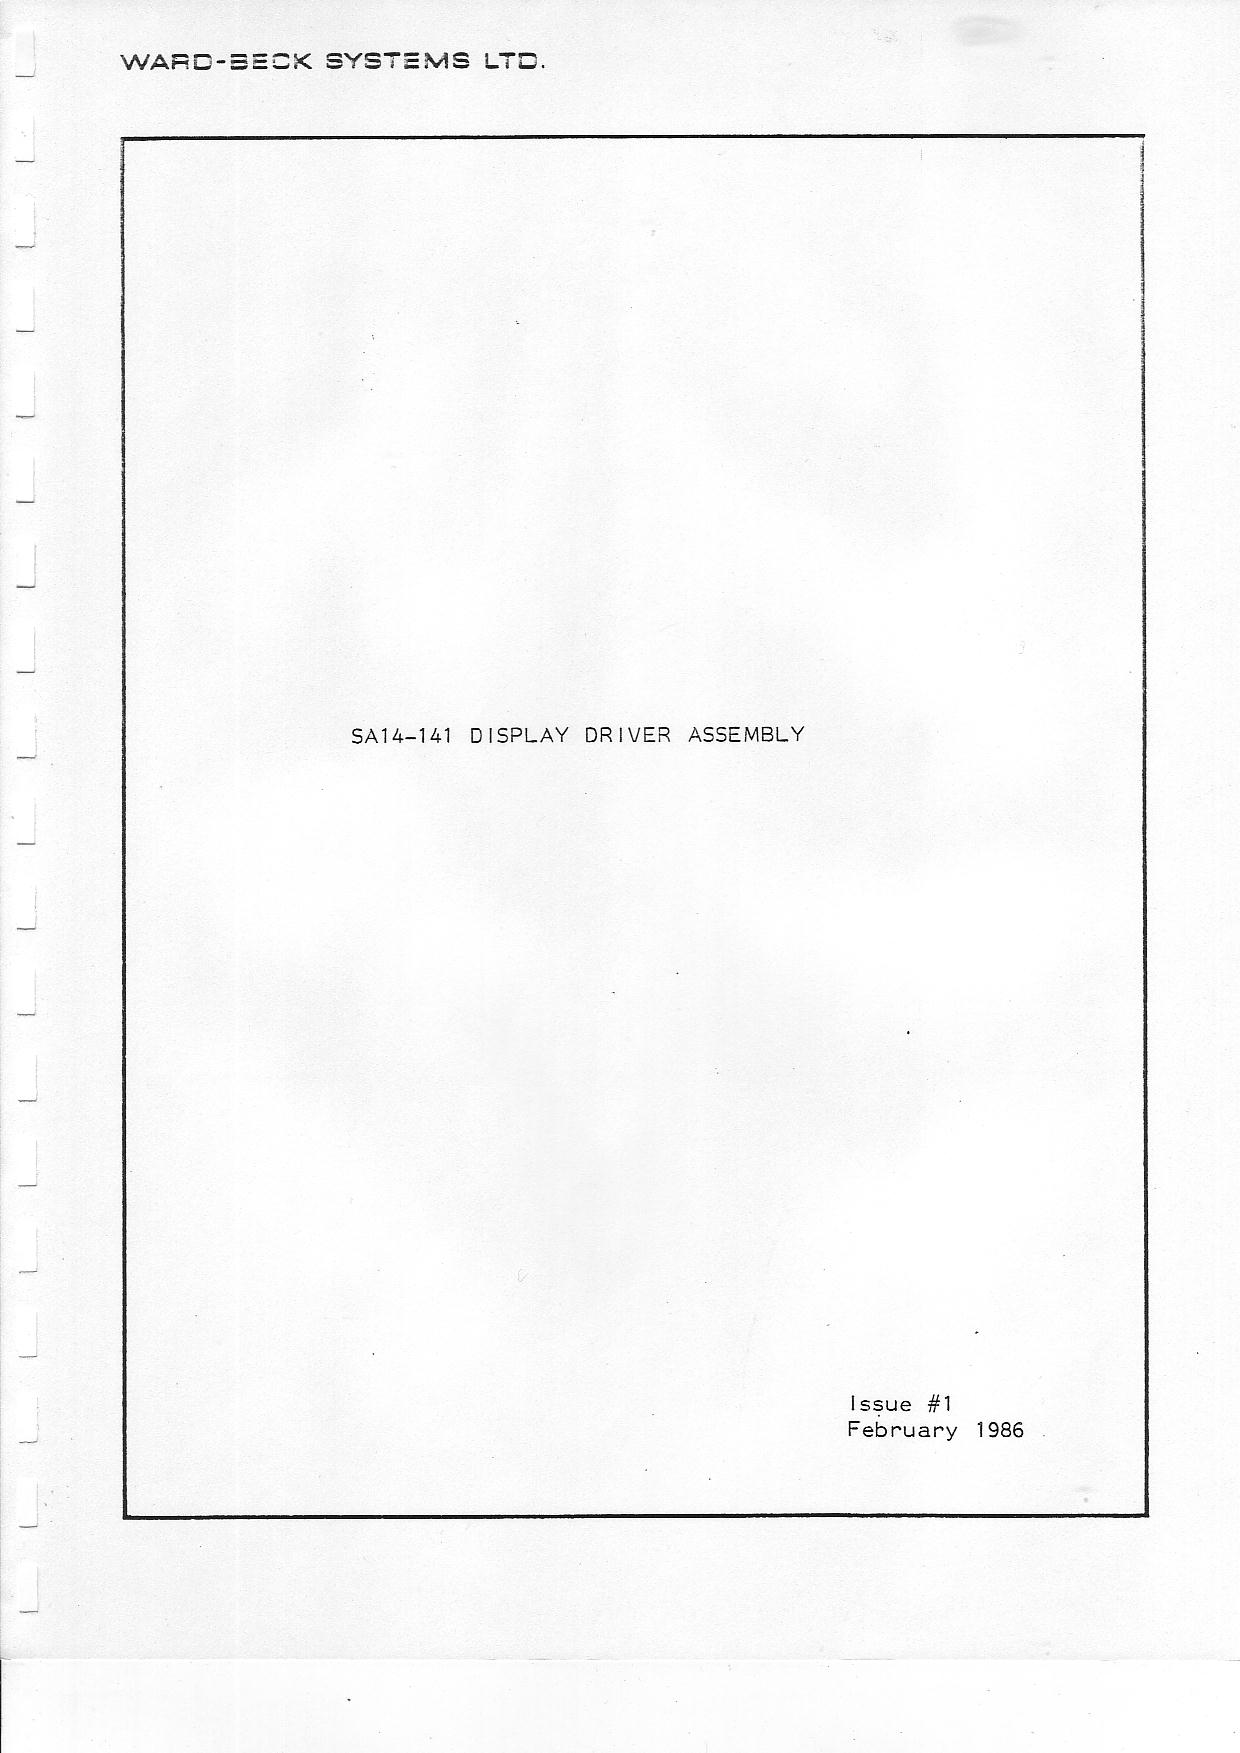 WARD-BECK SYSTEMS LTD.
SA14-141 DISPLAY DRIVER ASSEMBLY
Issue #1
February 1986